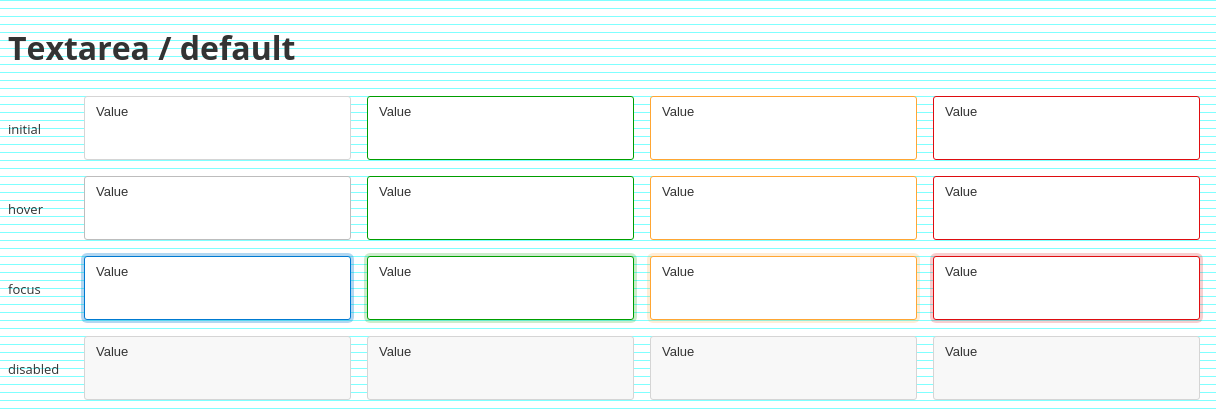 Textarea / default
initial Value Value Value Value
hover Value Value Value Value
focus Value Value Value Value
disabled Value Value Value Value